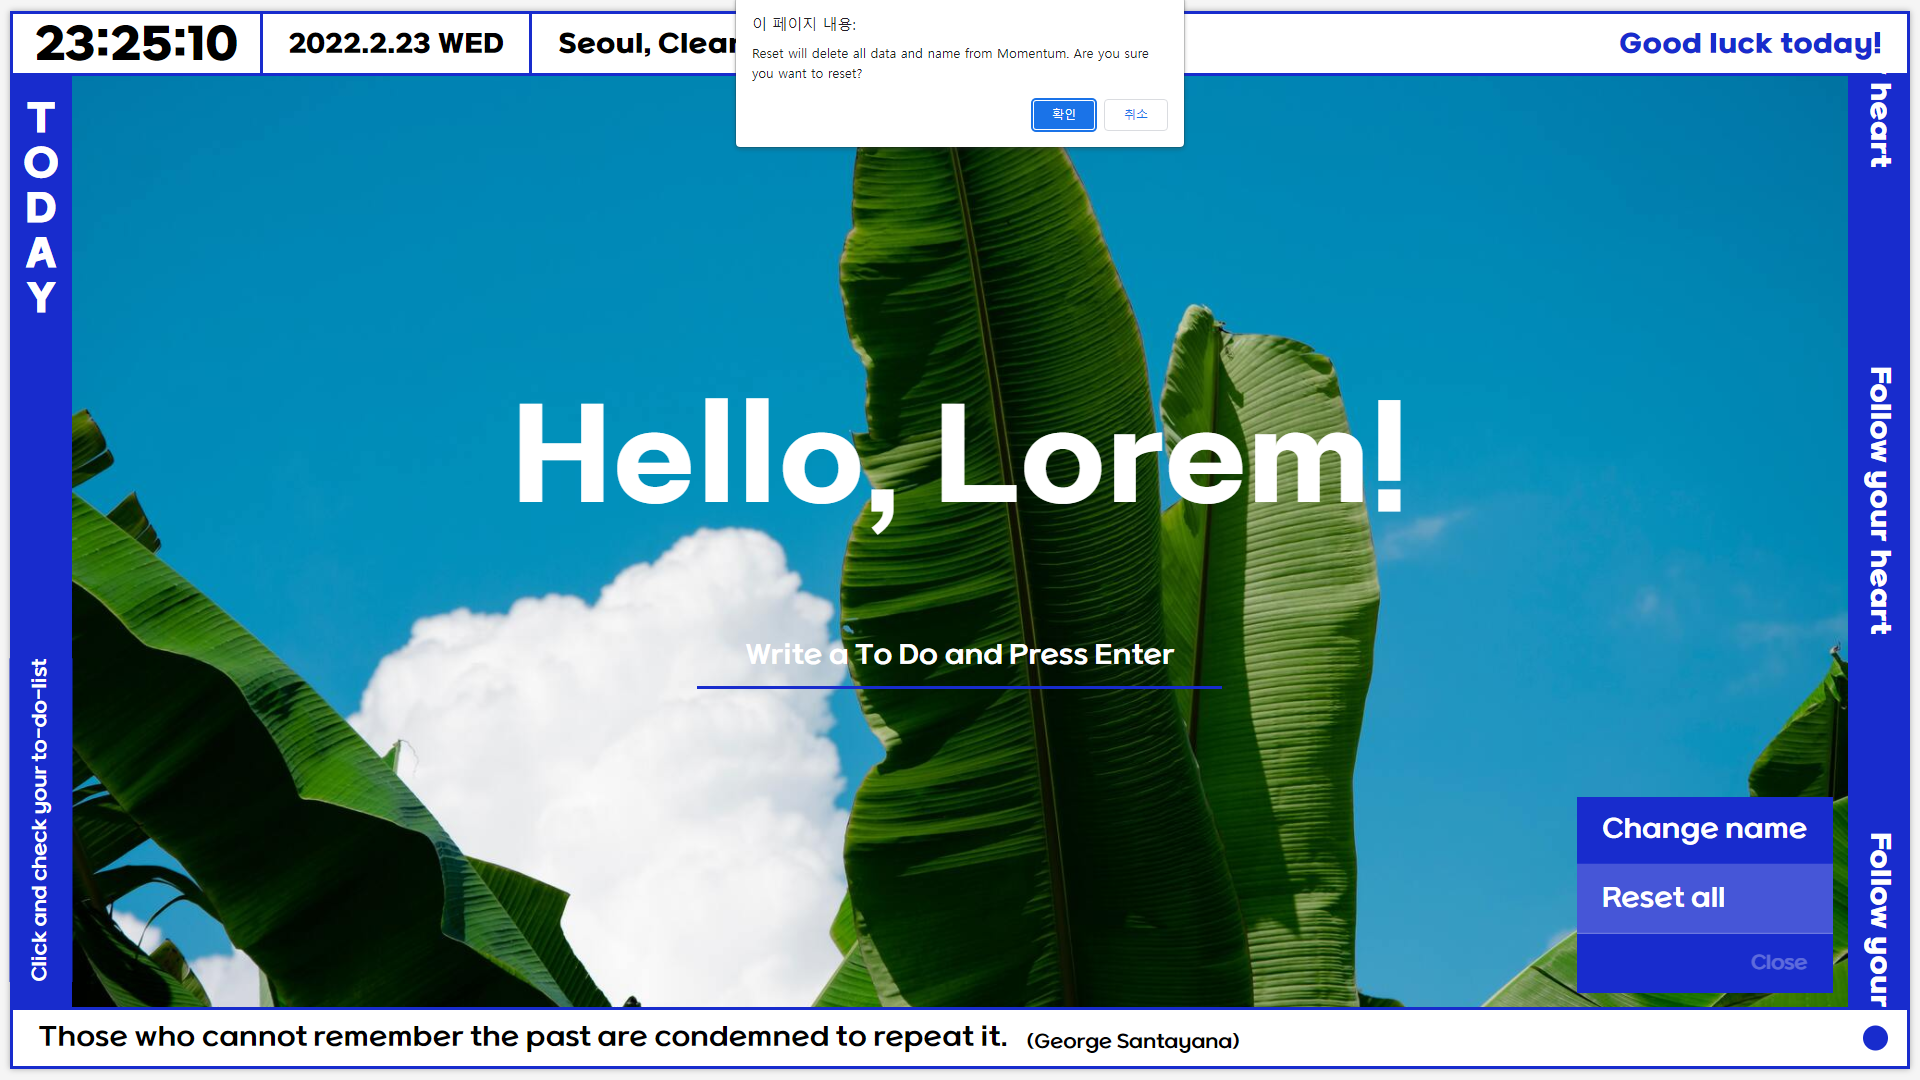 23:25:10
2022.2.23 WED
Seoul, Clear
이 페이지 내용:
Reset will delete all data and name from Momentum. Are you sure
you want to reset?
확인
취소
Good luck today!
TODAY
Click and check your to-do-list
Hello, Lorem!
Write a To Do and Press Enter
heart
Follow your heart
Follow your
Change name
Reset all
Close
Those who cannot remember the past are condemned to repeat it. (George Santayana)